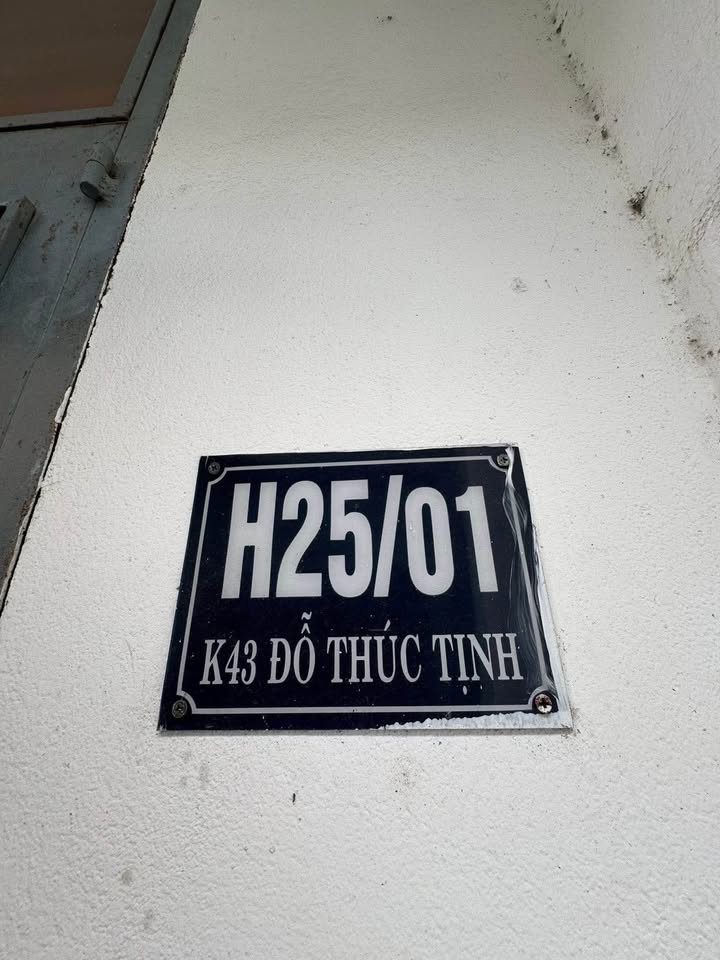 H25/01
K43 ĐỖ THÚC TỊNH